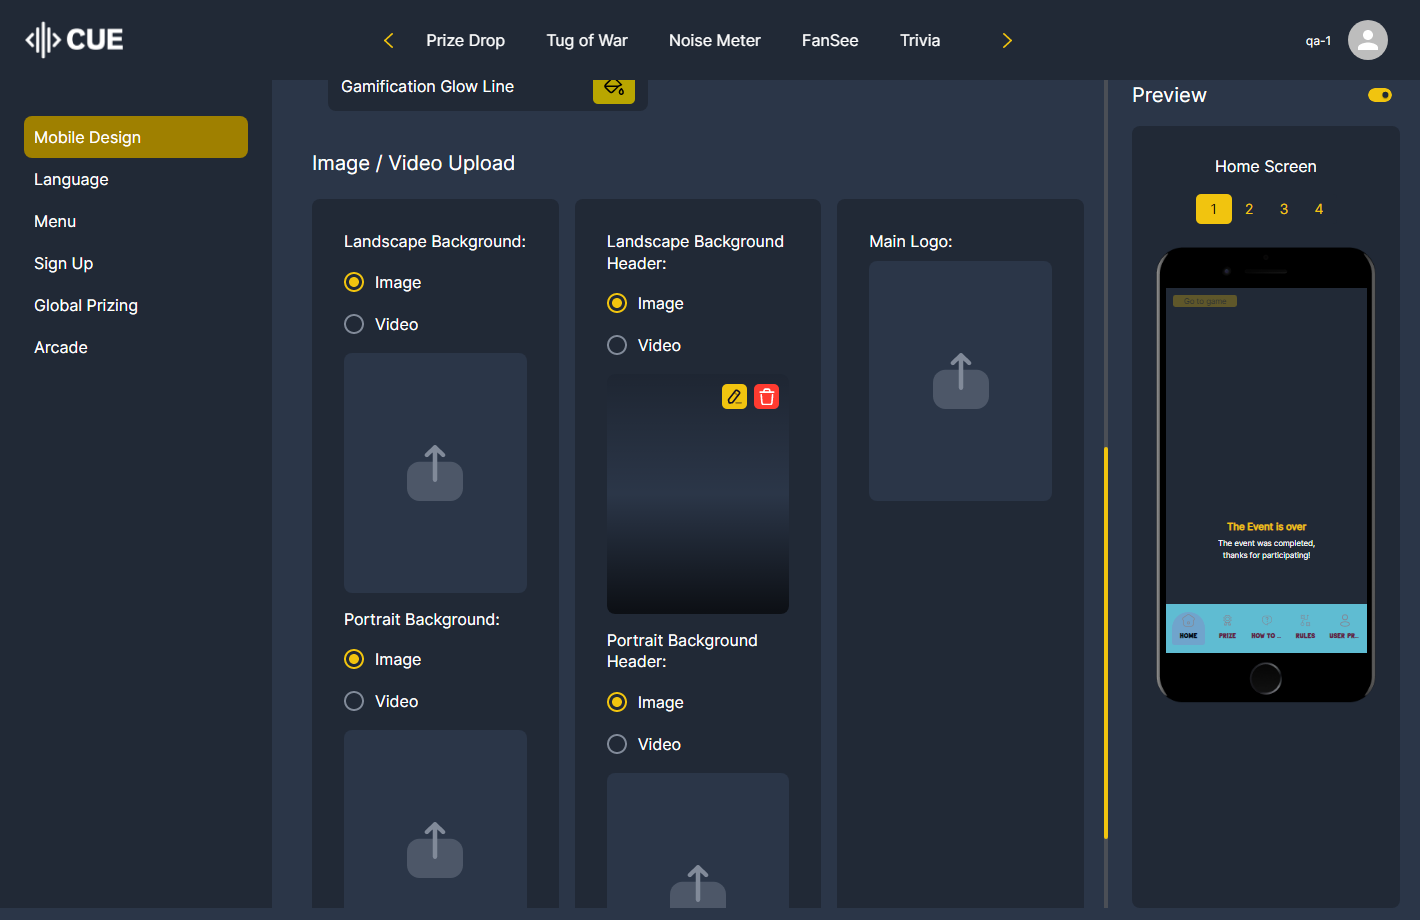 CUE
Prize Drop
Tug of War
Noise Meter
FanSee
Trivia
qa-1
Mobile Design
Language
Menu
Sign Up
Global Prizing
Arcade
Gamification Glow Line
Image / Video Upload
Landscape Background:
Image
Video
Portrait Background:
Image
Video
Landscape Background
Header:
Image
Video
Portrait Background
Header:
Image
Video
Main Logo:
Preview
Home Screen
1 2 3 4
Go to game
The Event is over
The event was completed,
thanks for participating!
HOME PRIZE HOW TO ... RULES USER PR...